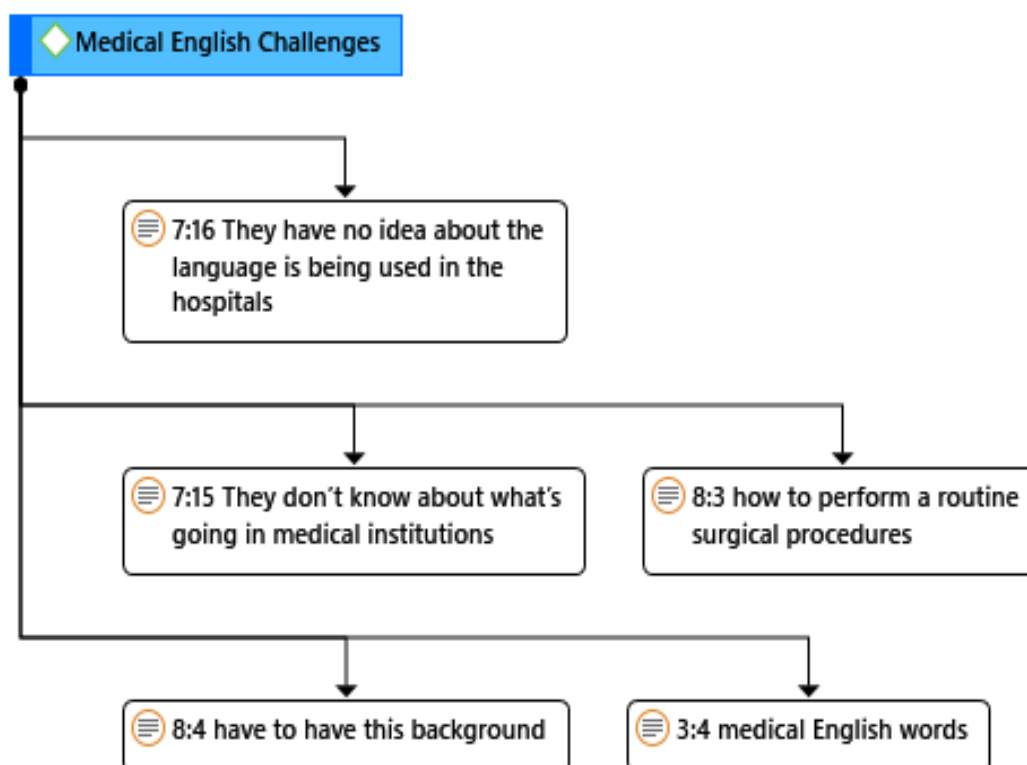 Medical English Challenges
7:16 They have no idea about the
language is being used in the
hospitals
7:15 They don't know about what's
going in medical institutions
8:3 how to perform a routine
surgical procedures
8:4 have to have this background
3:4 medical English words